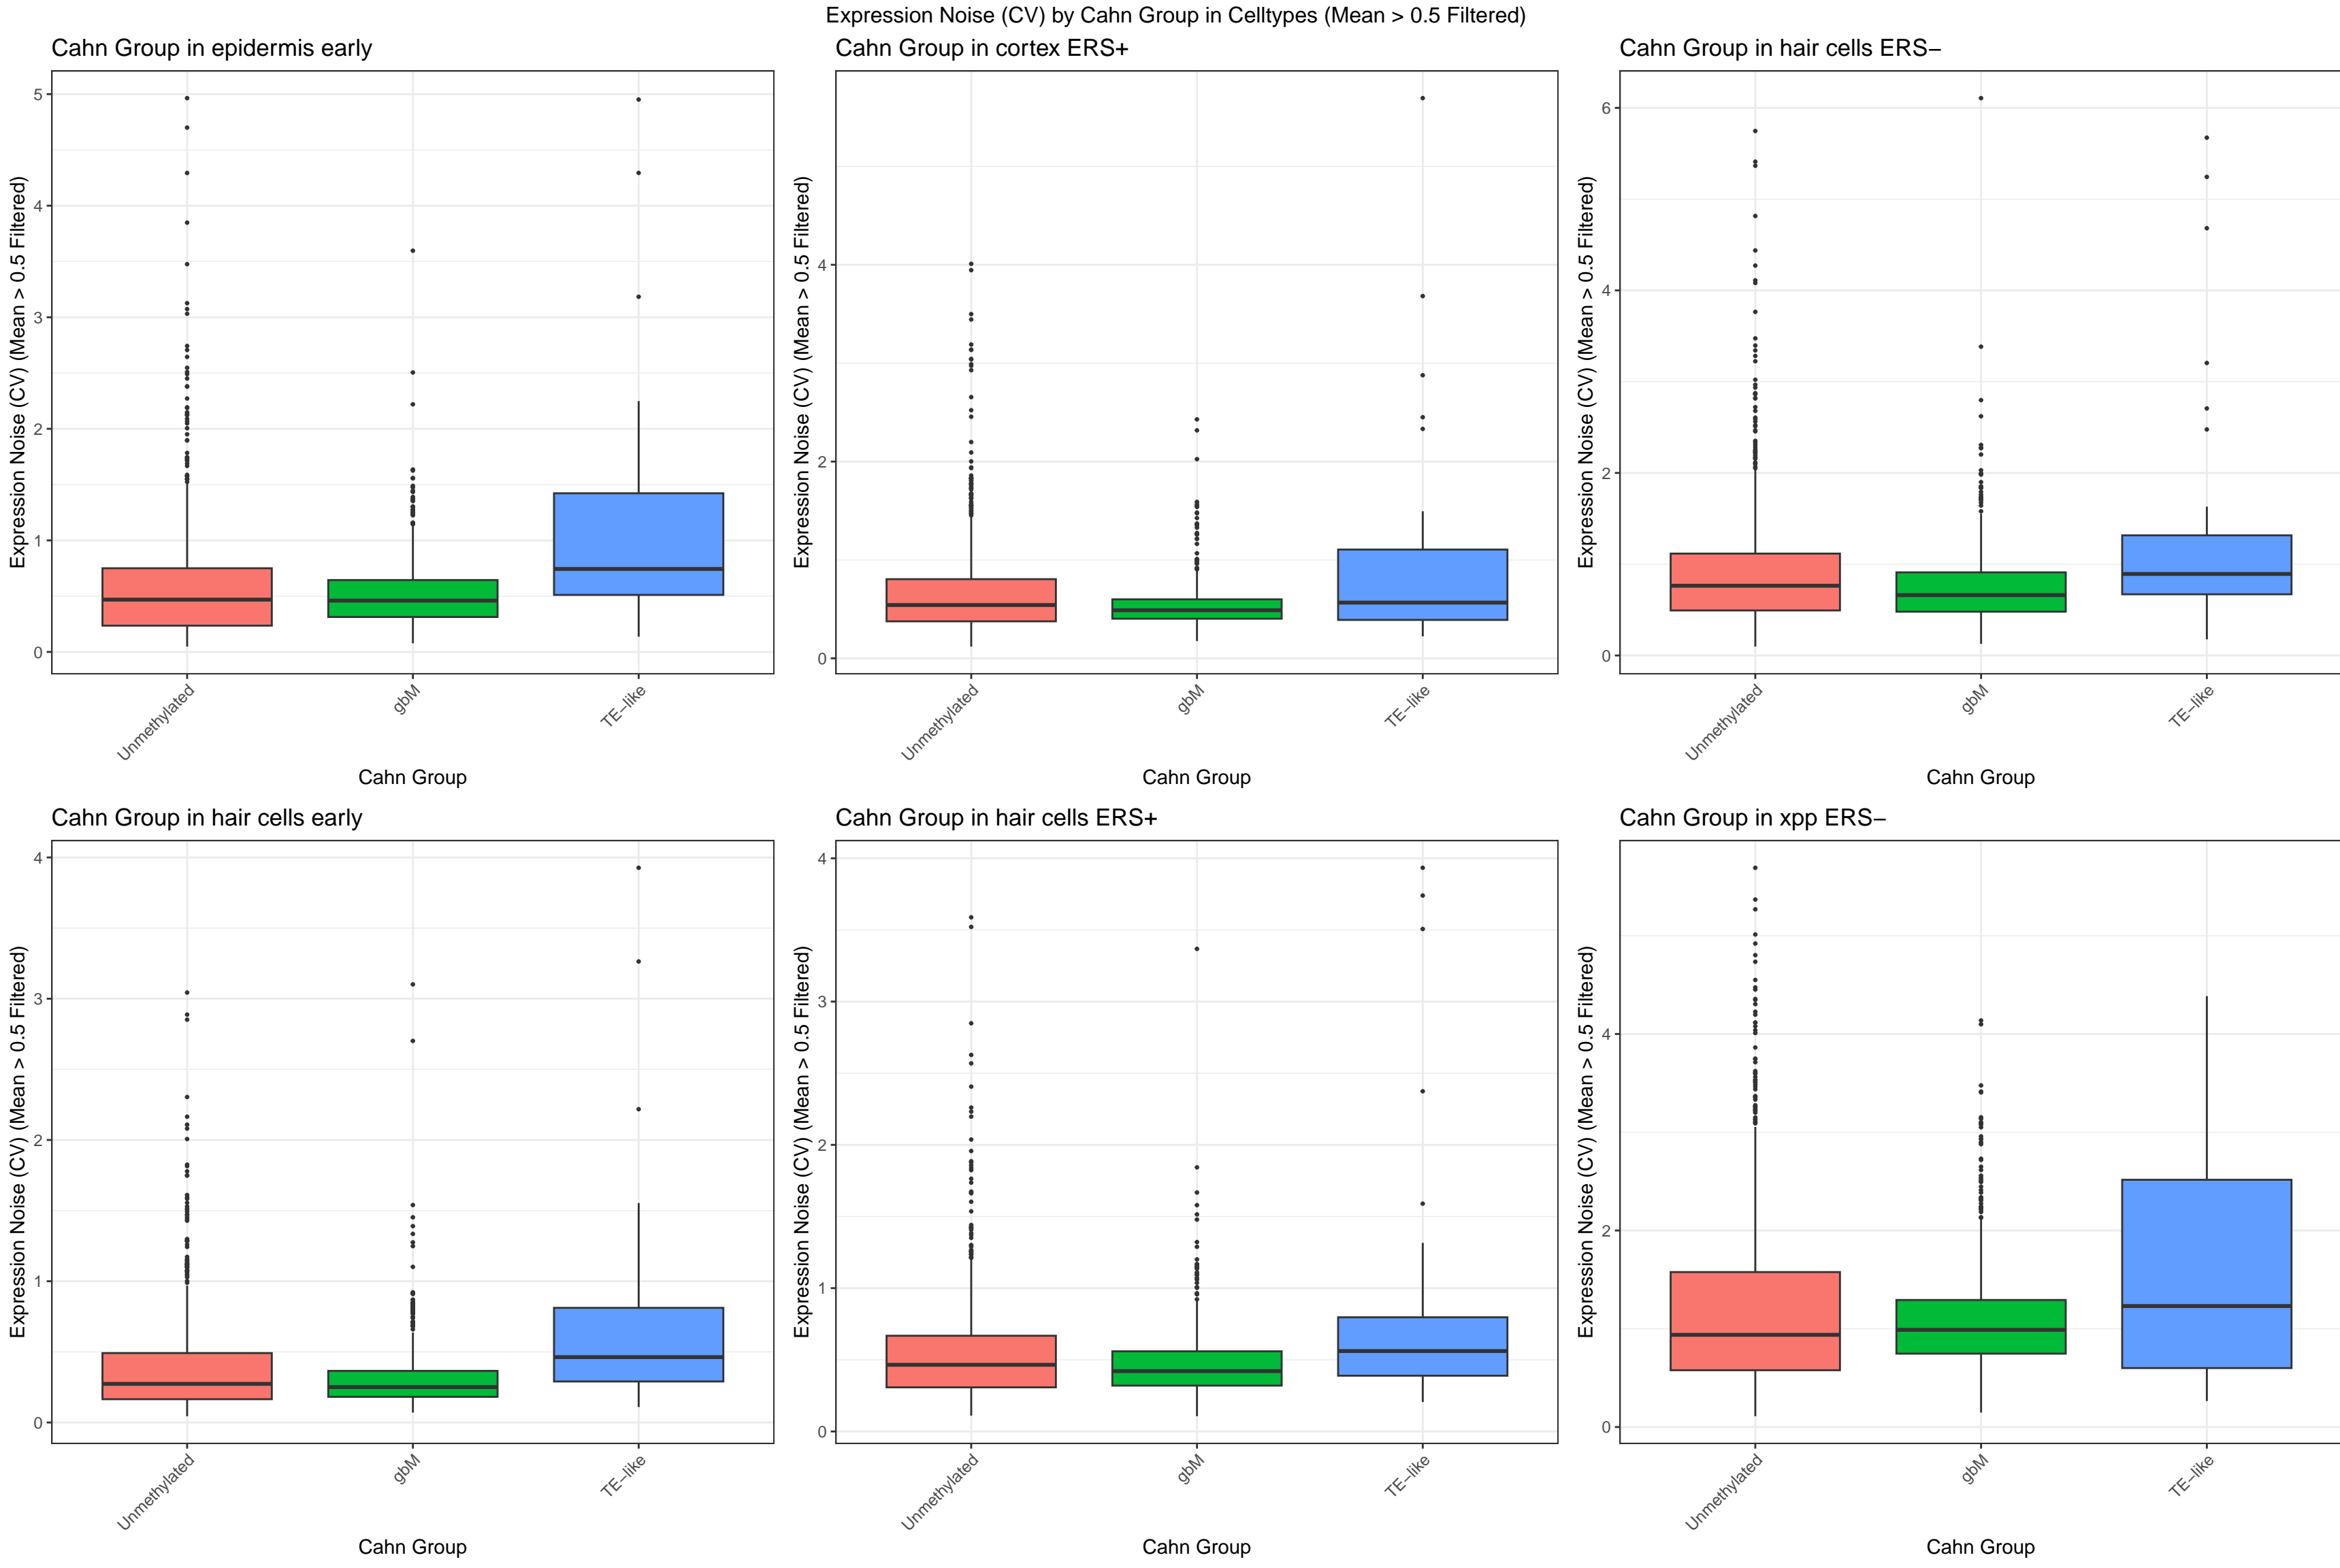 Expression Noise (CV) by Cahn Group in Celltypes (Mean > 0.5 Filtered)
Cahn Group in epidermis early
Expression Noise (CV) (Mean > 0.5 Filtered)
5
4
3
2
1
0
Unmethylated
gbM
TE−like
Cahn Group
Cahn Group in cortex ERS+
Expression Noise (CV) (Mean > 0.5 Filtered)
4
2
0
Unmethylated
gbM
TE−like
Cahn Group
Cahn Group in hair cells ERS−
Expression Noise (CV) (Mean > 0.5 Filtered)
6
4
2
0
Unmethylated
gbM
TE−like
Cahn Group
Cahn Group in hair cells early
Expression Noise (CV) (Mean > 0.5 Filtered)
4
3
2
1
0
Unmethylated
gbM
TE−like
Cahn Group
Cahn Group in hair cells ERS+
Expression Noise (CV) (Mean > 0.5 Filtered)
4
3
2
1
0
Unmethylated
gbM
TE−like
Cahn Group
Cahn Group in xpp ERS−
Expression Noise (CV) (Mean > 0.5 Filtered)
4
2
0
Unmethylated
gbM
TE−like
Cahn Group